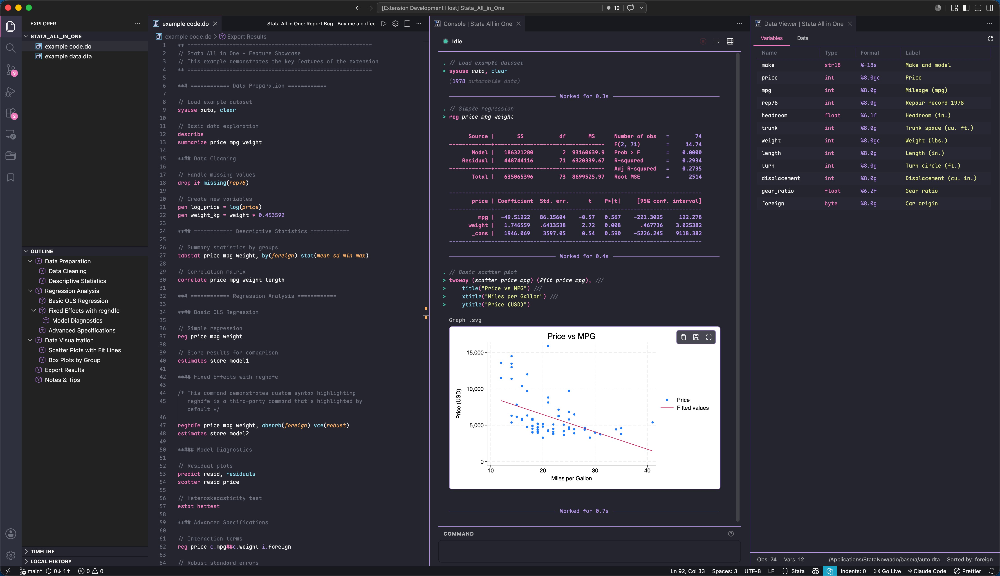 [Extension Development Host] Stata_All_in_One
10
EXPLORER
STATA_ALL_IN_ONE
example code.do
example data.dta
9
2
OUTLINE
Data Preparation
Data Cleaning
Descriptive Statistics
Regression Analysis
Basic OLS Regression
Fixed Effects with reghdfe
Model Diagnostics
Advanced Specifications
Data Visualization
Scatter Plots with Fit Lines
Box Plots by Group
Export Results
Notes & Tips
TIMELINE
LOCAL HISTORY
example code.do
Stata All in One: Report Bug Buy me a coffee
example code.do > Export Results
1 ** =========================================================
2 // Stata All in One - Feature Showcase
3 // This example demonstrates the key features of the extension
4 ** =========================================================
5
6 **# ============ Data Preparation ============
7
8 // Load example dataset
9 sysuse auto, clear
10
11 // Basic data exploration
12 describe
13 summarize price mpg weight
14
15 **## Data Cleaning
16
17 // Handle missing values
18 drop if missing(rep78)
19
20 // Create new variables
21 gen log_price = log(price)
22 gen weight_kg = weight * 0.453592
23
24 **## ============ Descriptive Statistics ============
25
26 // Summary statistics by groups
27 tabstat price mpg weight, by(foreign) stat(mean sd min max)
28
29 // Correlation matrix
30 correlate price mpg weight length
31
32 **# ============ Regression Analysis ============
33
34 **## Basic OLS Regression
35
36 // Simple regression
37 reg price mpg weight
38
39 // Store results for comparison
40 estimates store model1
41
42 **## Fixed Effects with reghdfe
43
44 /* This command demonstrates custom syntax highlighting
45 reghdfe is a third-party command that's highlighted by
default */
46
47 reghdfe price mpg weight, absorb(foreign) vce(robust)
48 estimates store model2
49
50 **### Model Diagnostics
51
52 // Residual plots
53 predict resid, residuals
54 scatter resid price
55
56 // Heteroskedasticity test
57 estat hettest
58
59 **## Advanced Specifications
60
61 // Interaction terms
62 reg price c.mpg##c.weight i.foreign
63
64 // Robust standard errors
Console | Stata All in One
Idle
. // Load example dataset
> sysuse auto, clear
(1978 automobile data)
Worked for 0.3s
. // Simple regression
> reg price mpg weight
Source | SS df MS Number of obs = 74
-------------+---------------------------------- F(2, 71) = 14.74
Model | 186321280 2 93160639.9 Prob > F = 0.0000
Residual | 448744116 71 6320339.67 R-squared = 0.2934
-------------+---------------------------------- Adj R-squared = 0.2735
Total | 635065396 73 8699525.97 Root MSE = 2514
------------------------------------------------------------------------------
price | Coefficient Std. err. t P>|t| [95% conf. interval]
-------------+----------------------------------------------------------------
mpg | -49.51222 86.15604 -0.57 0.567 -221.3025 122.278
weight | 1.746559 .6413538 2.72 0.008 .467736 3.025382
_cons | 1946.069 3597.05 0.54 0.590 -5226.245 9118.382
------------------------------------------------------------------------------
Worked for 0.4s
. // Basic scatter plot
> twoway (scatter price mpg) (lfit price mpg), ///
> title("Price vs MPG") ///
> xtitle("Miles per Gallon") ///
> ytitle("Price (USD)")
Graph .svg
Price vs MPG
15,000
10,000
5,000
0
Price (USD)
10 20 30 40
Miles per Gallon
Price
Fitted values
Worked for 0.7s
COMMAND
Data Viewer | Stata All in One
Variables Data
Name Type Format Label
make str18 %-18s Make and model
price int %8.0gc Price
mpg int %8.0g Mileage (mpg)
rep78 int %8.0g Repair record 1978
headroom float %6.1f Headroom (in.)
trunk int %8.0g Trunk space (cu. ft.)
weight int %8.0gc Weight (lbs.)
length int %8.0g Length (in.)
turn int %8.0g Turn circle (ft.)
displacement int %8.0g Displacement (cu. in.)
gear_ratio float %6.2f Gear ratio
foreign byte %8.0g Car origin
Obs: 74 Vars: 12 /Applications/StataNow/ado/base/a/auto.dta Sorted by: foreign
main* 0↓ 1↑ 0 0
Ln 92, Col 33 Spaces: 3 UTF-8 LF { } Stata Indents: 0 Go Live Claude Code Prettier